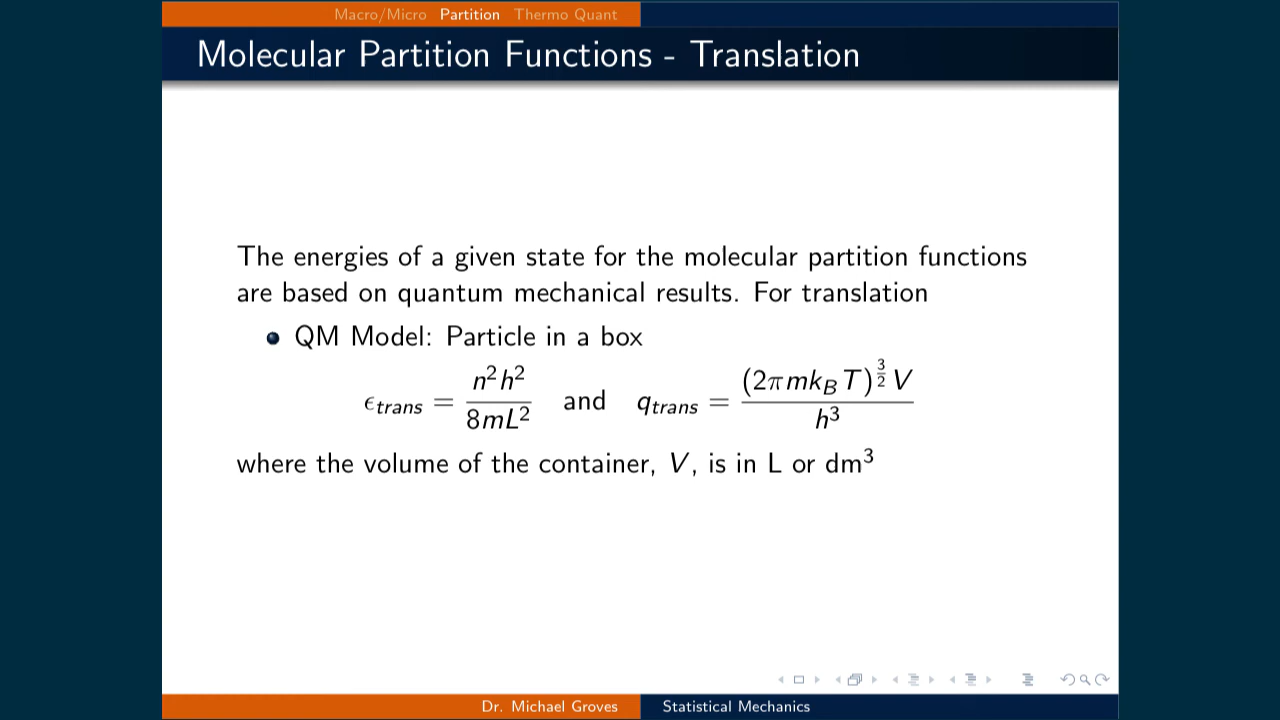 Macro/Micro Partition Thermo Quant
Molecular Partition Functions - Translation
The energies of a given state for the molecular partition functions
are based on quantum mechanical results. For translation
QM Model: Particle in a box
ϵ_trans = n²h² / 8mL² and q_trans = (2πmk_BT)^(3/2) V / h³
where the volume of the container, V, is in L or dm³
Dr. Michael Groves Statistical Mechanics